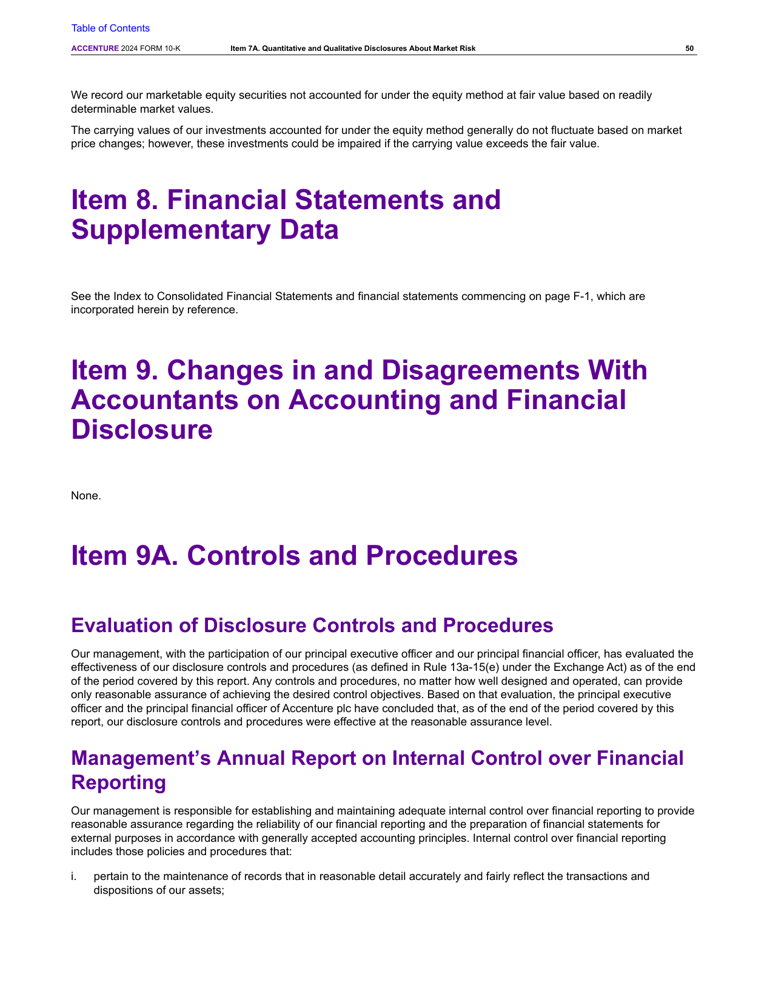 Table of Contents
ACCENTURE 2024 FORM 10-K Item 7A. Quantitative and Qualitative Disclosures About Market Risk 50
We record our marketable equity securities not accounted for under the equity method at fair value based on readily
determinable market values.
The carrying values of our investments accounted for under the equity method generally do not fluctuate based on market
price changes; however, these investments could be impaired if the carrying value exceeds the fair value.
Item 8. Financial Statements and
Supplementary Data
See the Index to Consolidated Financial Statements and financial statements commencing on page F-1, which are
incorporated herein by reference.
Item 9. Changes in and Disagreements With
Accountants on Accounting and Financial
Disclosure
None.
Item 9A. Controls and Procedures
Evaluation of Disclosure Controls and Procedures
Our management, with the participation of our principal executive officer and our principal financial officer, has evaluated the
effectiveness of our disclosure controls and procedures (as defined in Rule 13a-15(e) under the Exchange Act) as of the end
of the period covered by this report. Any controls and procedures, no matter how well designed and operated, can provide
only reasonable assurance of achieving the desired control objectives. Based on that evaluation, the principal executive
officer and the principal financial officer of Accenture plc have concluded that, as of the end of the period covered by this
report, our disclosure controls and procedures were effective at the reasonable assurance level.
Management’s Annual Report on Internal Control over Financial
Reporting
Our management is responsible for establishing and maintaining adequate internal control over financial reporting to provide
reasonable assurance regarding the reliability of our financial reporting and the preparation of financial statements for
external purposes in accordance with generally accepted accounting principles. Internal control over financial reporting
includes those policies and procedures that:
i. pertain to the maintenance of records that in reasonable detail accurately and fairly reflect the transactions and
dispositions of our assets;